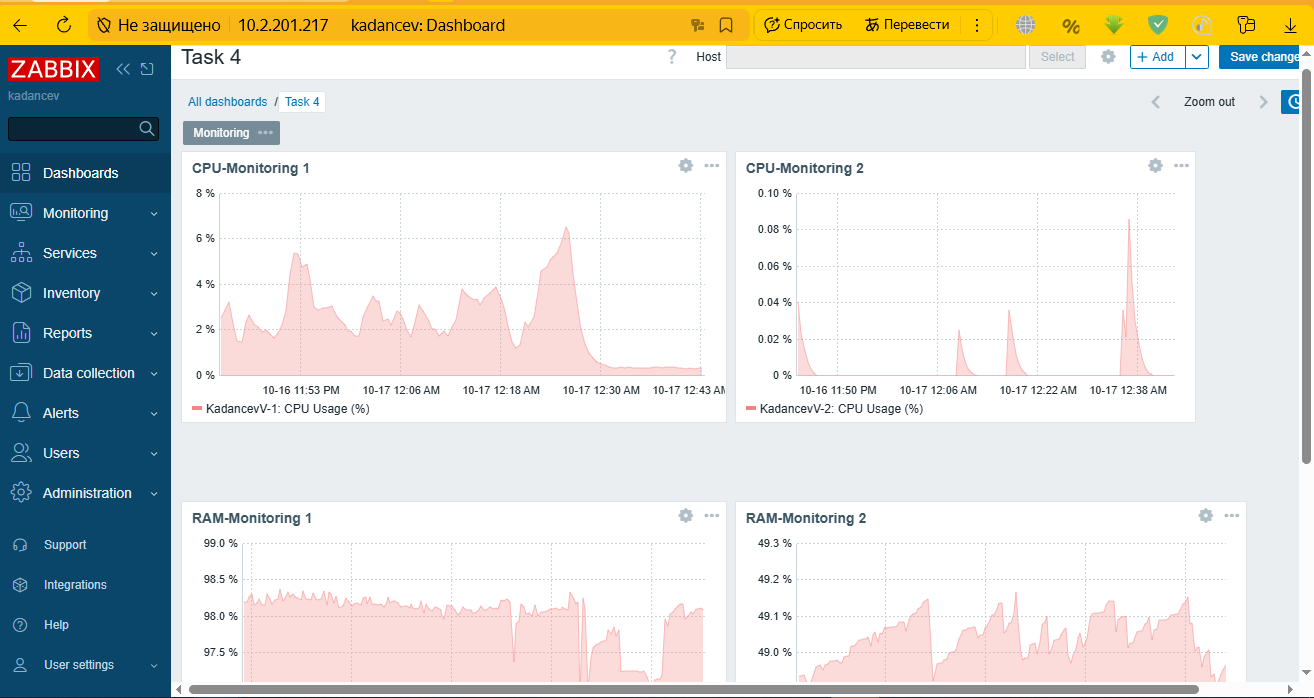 Не защищено 10.2.201.217 kadancev: Dashboard Спросить Перевести
ZABBIX
kadancev
Dashboards
Monitoring
Services
Inventory
Reports
Data collection
Alerts
Users
Administration
Support
Integrations
Help
User settings
Task 4 ? Host Select + Add Save change
All dashboards / Task 4 Zoom out
Monitoring
CPU-Monitoring 1
8 %
6 %
4 %
2 %
0 %
10-16 11:53 PM 10-17 12:06 AM 10-17 12:18 AM 10-17 12:30 AM 10-17 12:43 AM
KadancevV-1: CPU Usage (%)
CPU-Monitoring 2
0.10 %
0.08 %
0.06 %
0.04 %
0.02 %
0 %
10-16 11:50 PM 10-17 12:06 AM 10-17 12:22 AM 10-17 12:38 AM
KadancevV-2: CPU Usage (%)
RAM-Monitoring 1
99.0 %
98.5 %
98.0 %
97.5 %
RAM-Monitoring 2
49.3 %
49.2 %
49.1 %
49.0 %